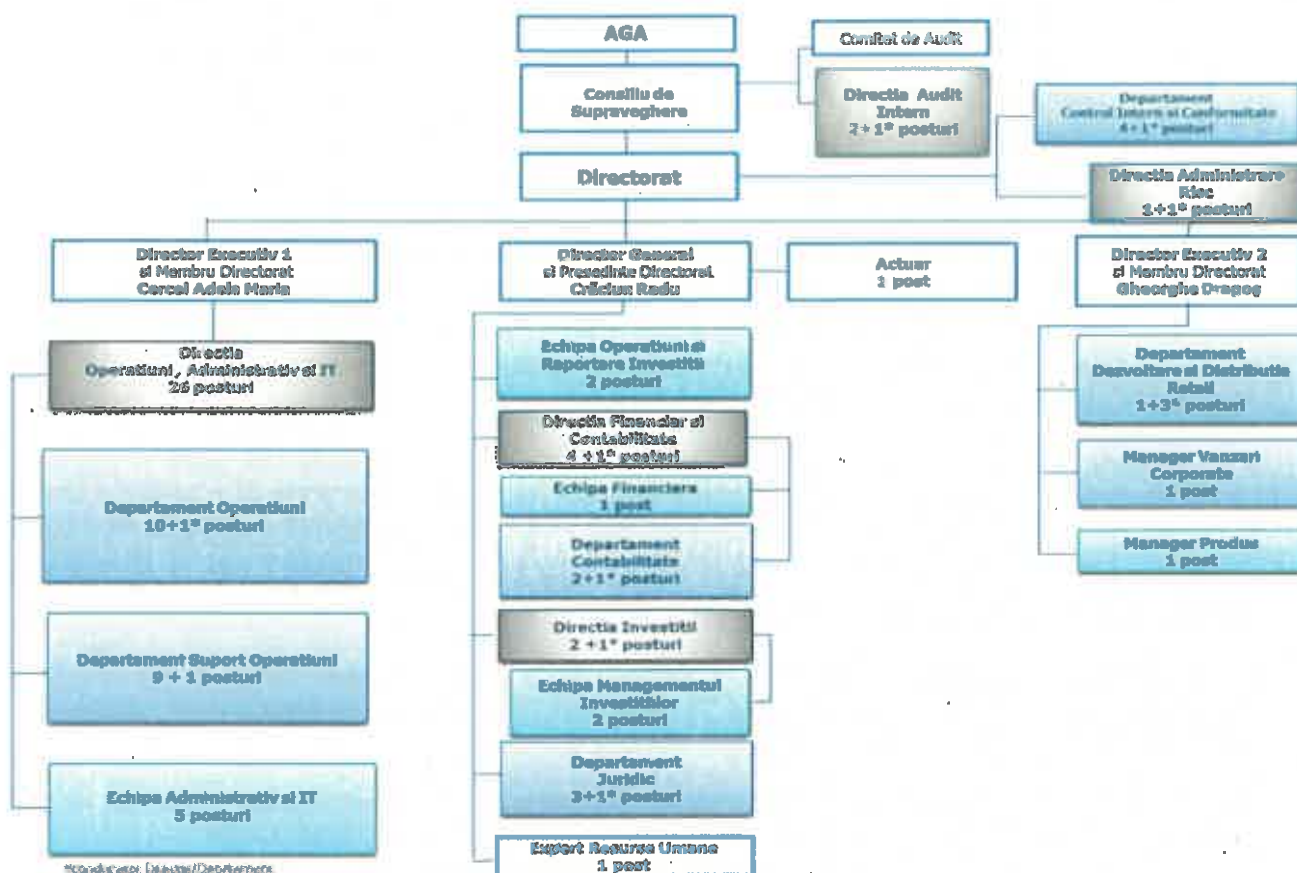 AGA
Comitet de Audit
Consiliu de
Supraveghere
Directia Audit
Intern
2+1* posturi
Departament
Control Intern si Conformitate
4+1* posturi
Directorat
Directia Administrare
Risc
1+1* posturi
Director Executiv 1
si Membru Directorat
Cercel Adela Maria
Director General
si Presedinte Directorat
Crăciun Radu
Actuar
1 post
Director Executiv 2
si Membru Directorat
Gheorghe Dragoș
Directia
Operatiuni, Administrativ si IT
26 posturi
Departament Operatiuni
10+1* posturi
Departament Suport Operatiuni
9 + 1 posturi
Echipa Administrativ si IT
5 posturi
Echipa Operatiuni si
Raportare Investitii
2 posturi
Directia Financiar si
Contabilitate
4 +1* posturi
Echipa Financiara
1 post
Departament
Contabilitate
2+1* posturi
Directia Investitii
2 +1* posturi
Echipa Managementul
Investitiilor
2 posturi
Departament
Juridic
3+1* posturi
Expert Resurse Umane
1 post
Departament
Dezvoltare si Distributie
Retail
1+3* posturi
Manager Vanzari
Corporate
1 post
Manager Produs
1 post